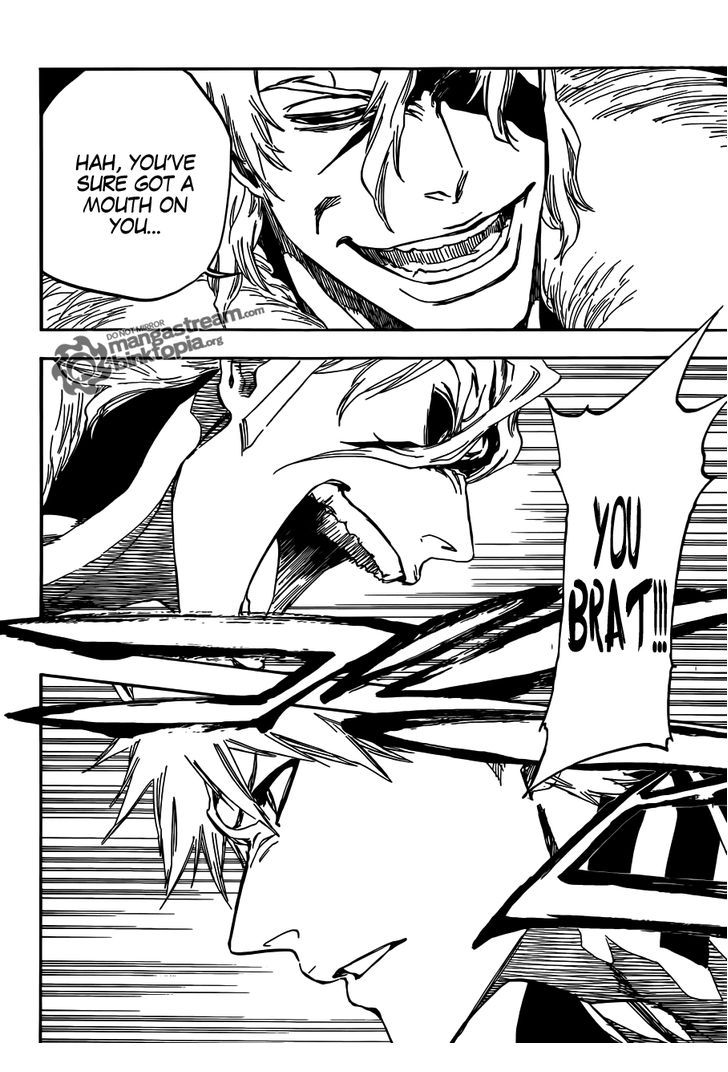 HAH, YOU'VE
SURE GOT A
MOUTH ON
YOU...
DO NOT MIRROR
mangastream.com
binktopia.org
YOU
BRAT!!!